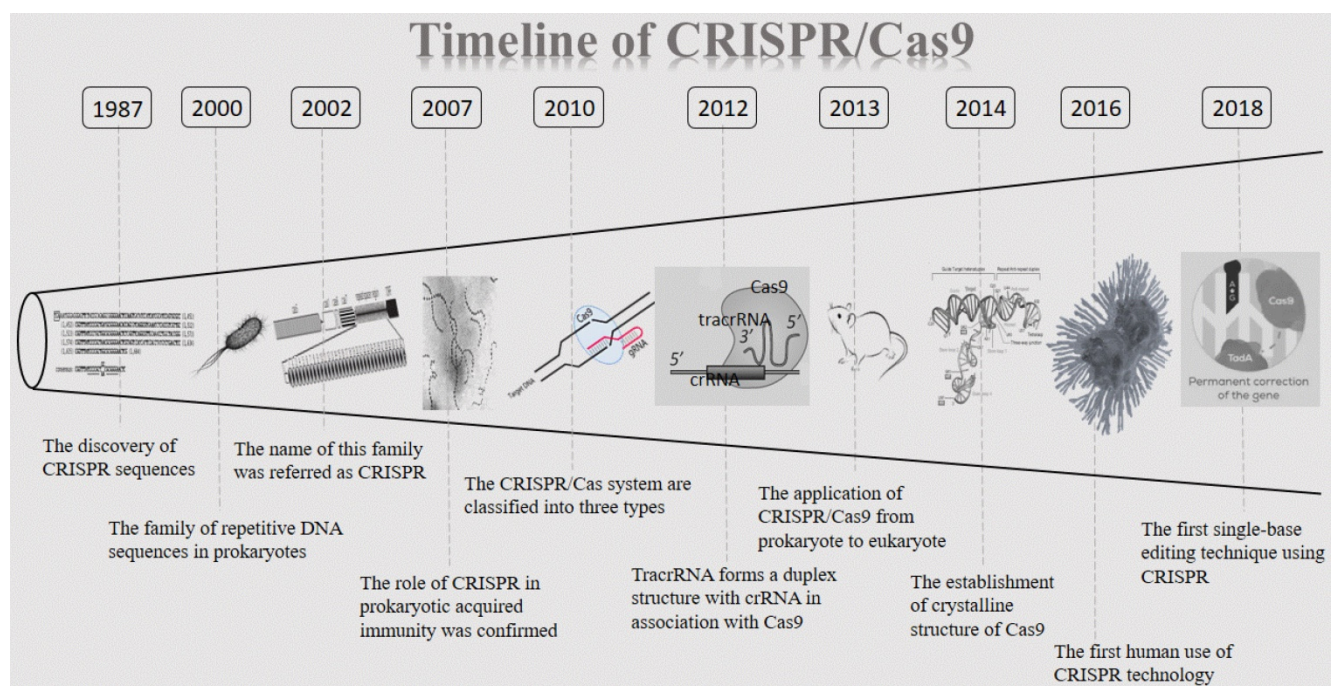 Timeline of CRISPR/Cas9
1987
2000
2002
2007
2010
2012
2013
2014
2016
2018
Cas9
gRNA
Target DNA
Cas9
tracrRNA
3’
5’
5’
crRNA
Target
A
G
Cas9
TadA
Permanent correction
of the gene
The discovery of
CRISPR sequences
The family of repetitive DNA
sequences in prokaryotes
The name of this family
was referred as CRISPR
The role of CRISPR in
prokaryotic acquired
immunity was confirmed
The CRISPR/Cas system are
classified into three types
TracrRNA forms a duplex
structure with crRNA in
association with Cas9
The application of
CRISPR/Cas9 from
prokaryote to eukaryote
The establishment
of crystalline
structure of Cas9
The first human use of
CRISPR technology
The first single-base
editing technique using
CRISPR